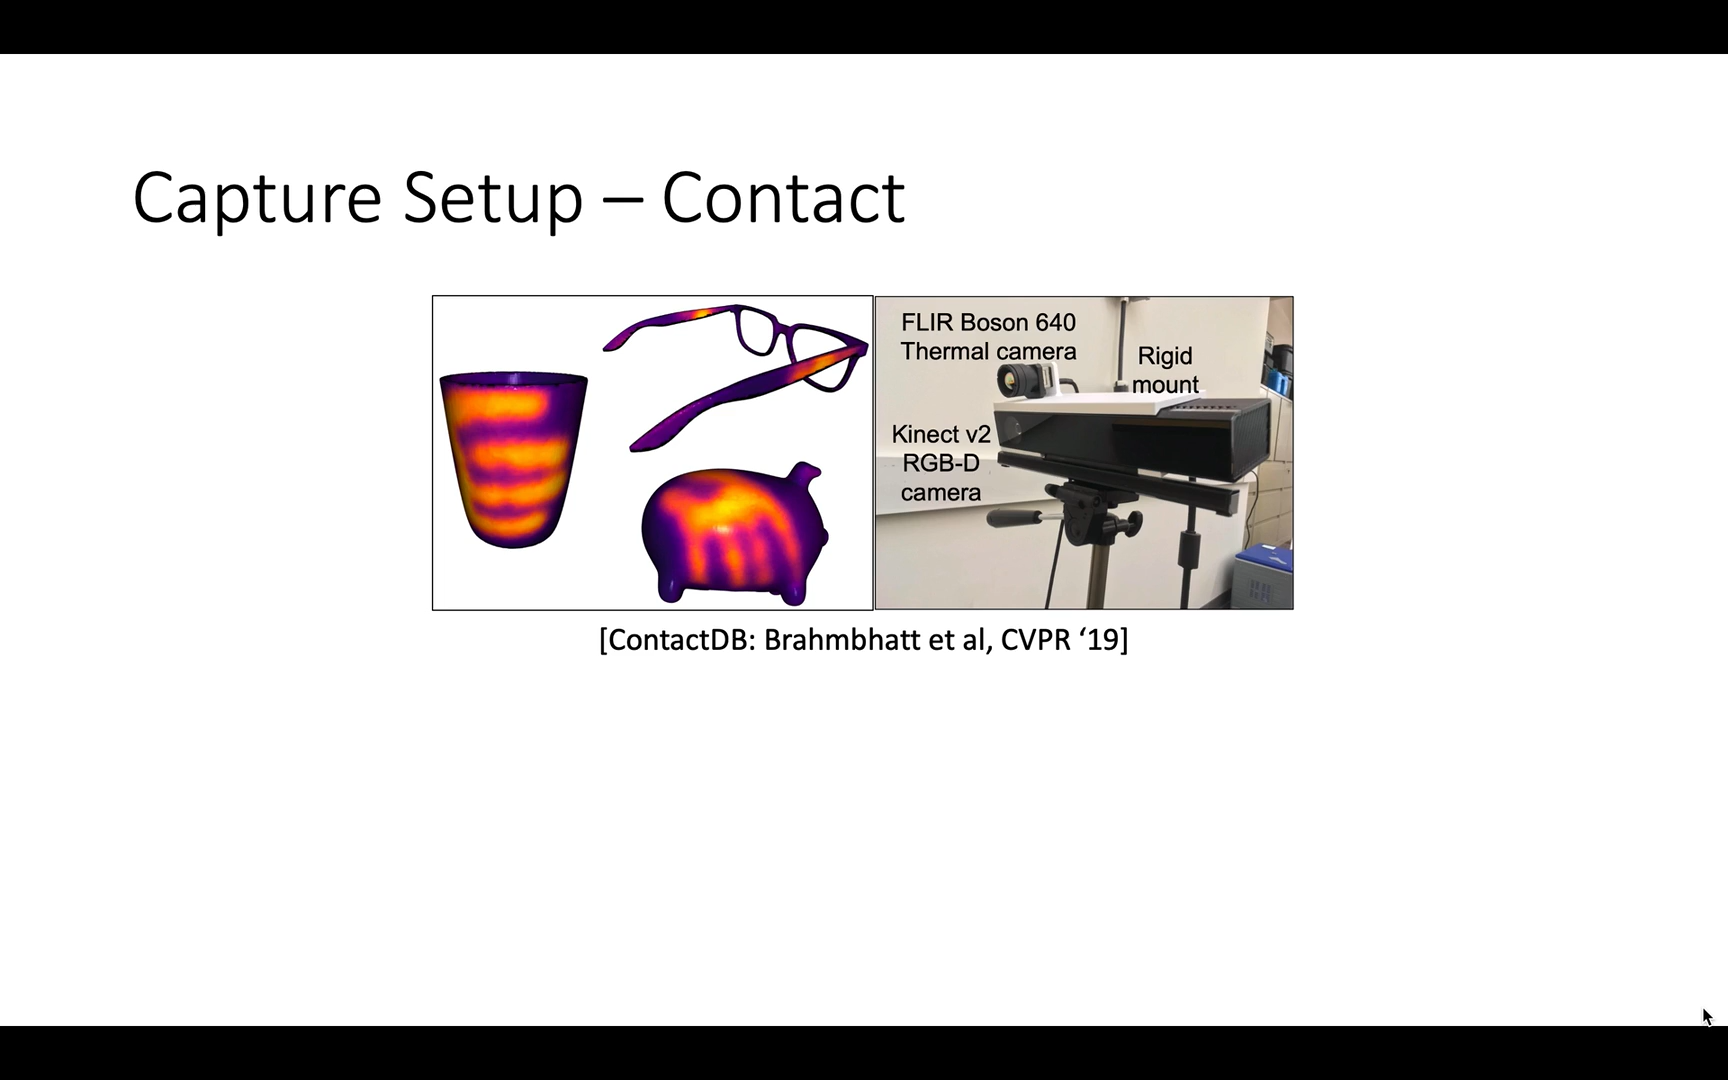 Capture Setup – Contact
FLIR Boson 640
Thermal camera
Rigid
mount
Kinect v2
RGB-D
camera
[ContactDB: Brahmbhatt et al, CVPR ‘19]